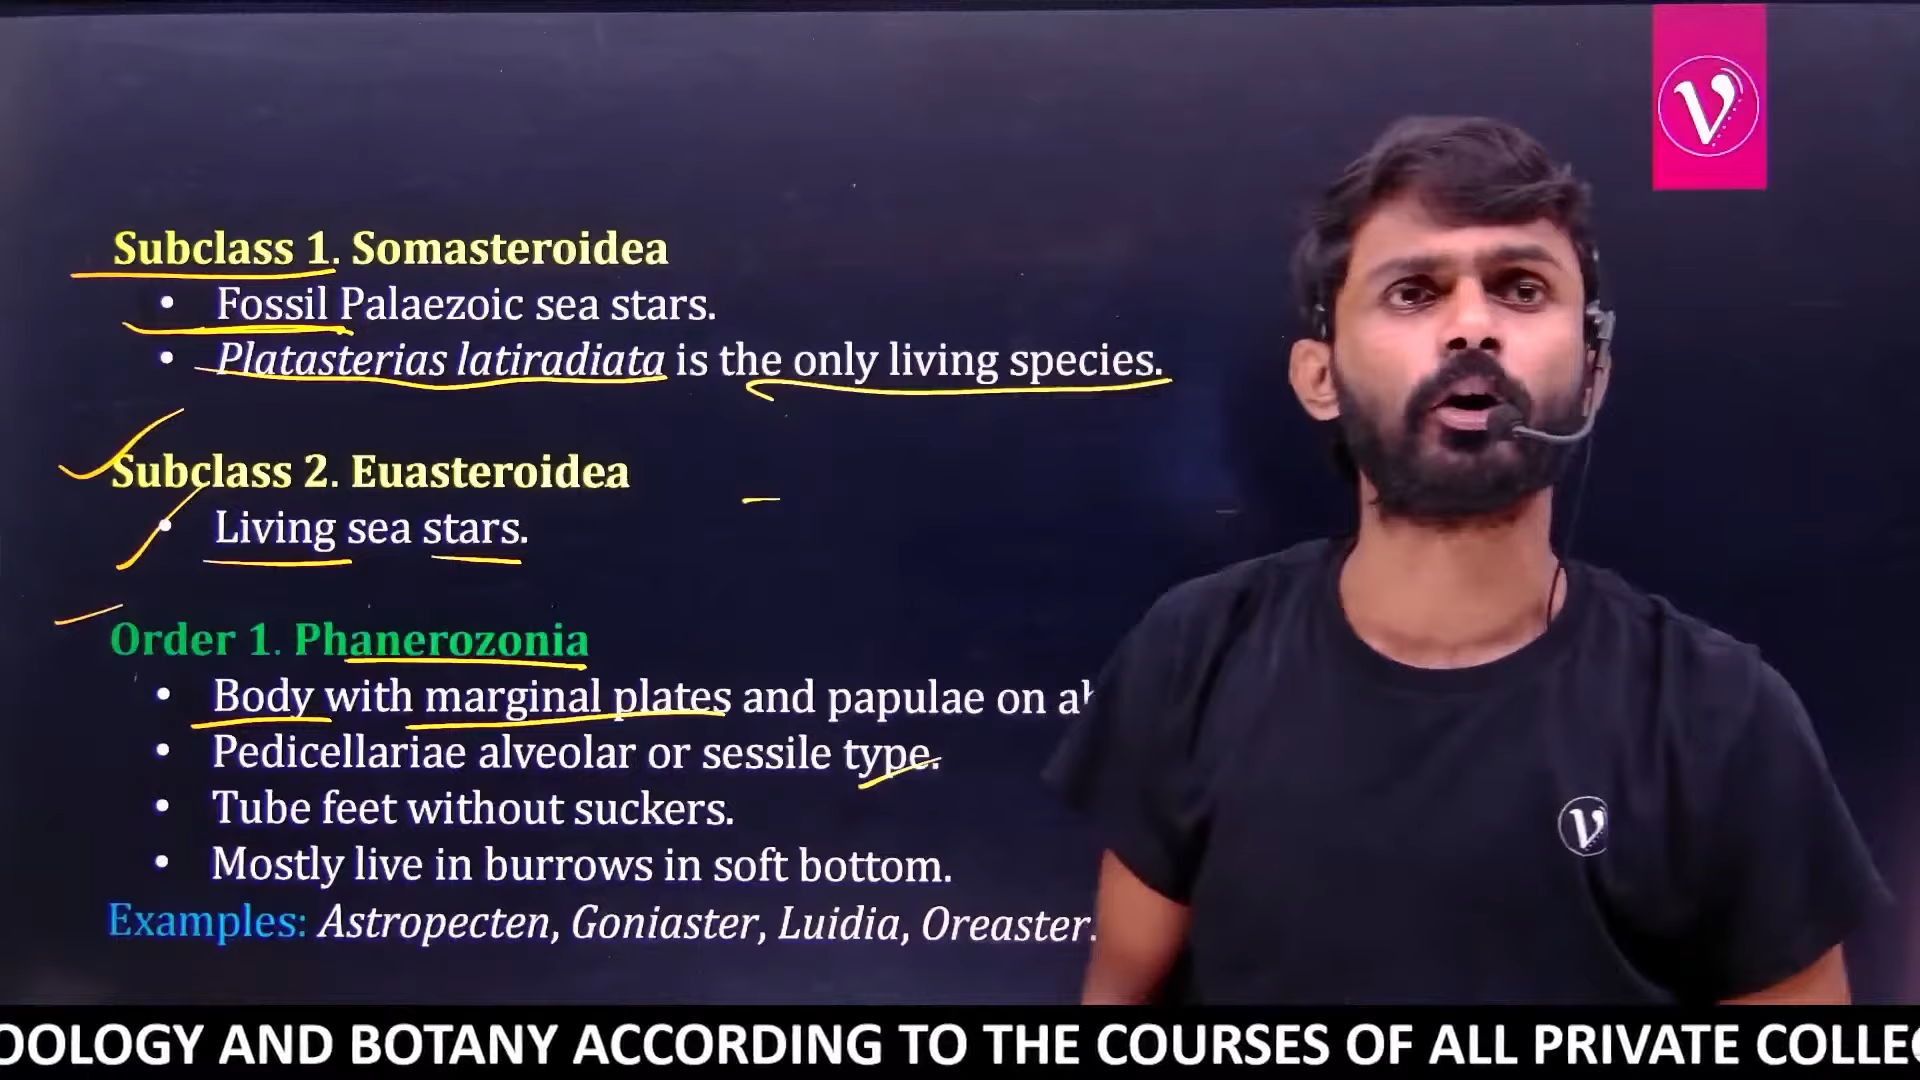 V
Subclass 1. Somasteroidea
• Fossil Palaezoic sea stars.
• Platasterias latiradiata is the only living species.
Subclass 2. Euasteroidea
• Living sea stars.
Order 1. Phanerozonia
• Body with marginal plates and papulae on
• Pedicellariae alveolar or sessile type.
• Tube feet without suckers.
• Mostly live in burrows in soft bottom.
Examples: Astropecten, Goniaster, Luidia, Oreaster.
V
OOLOGY AND BOTANY ACCORDING TO THE COURSES OF ALL PRIVATE COLLE